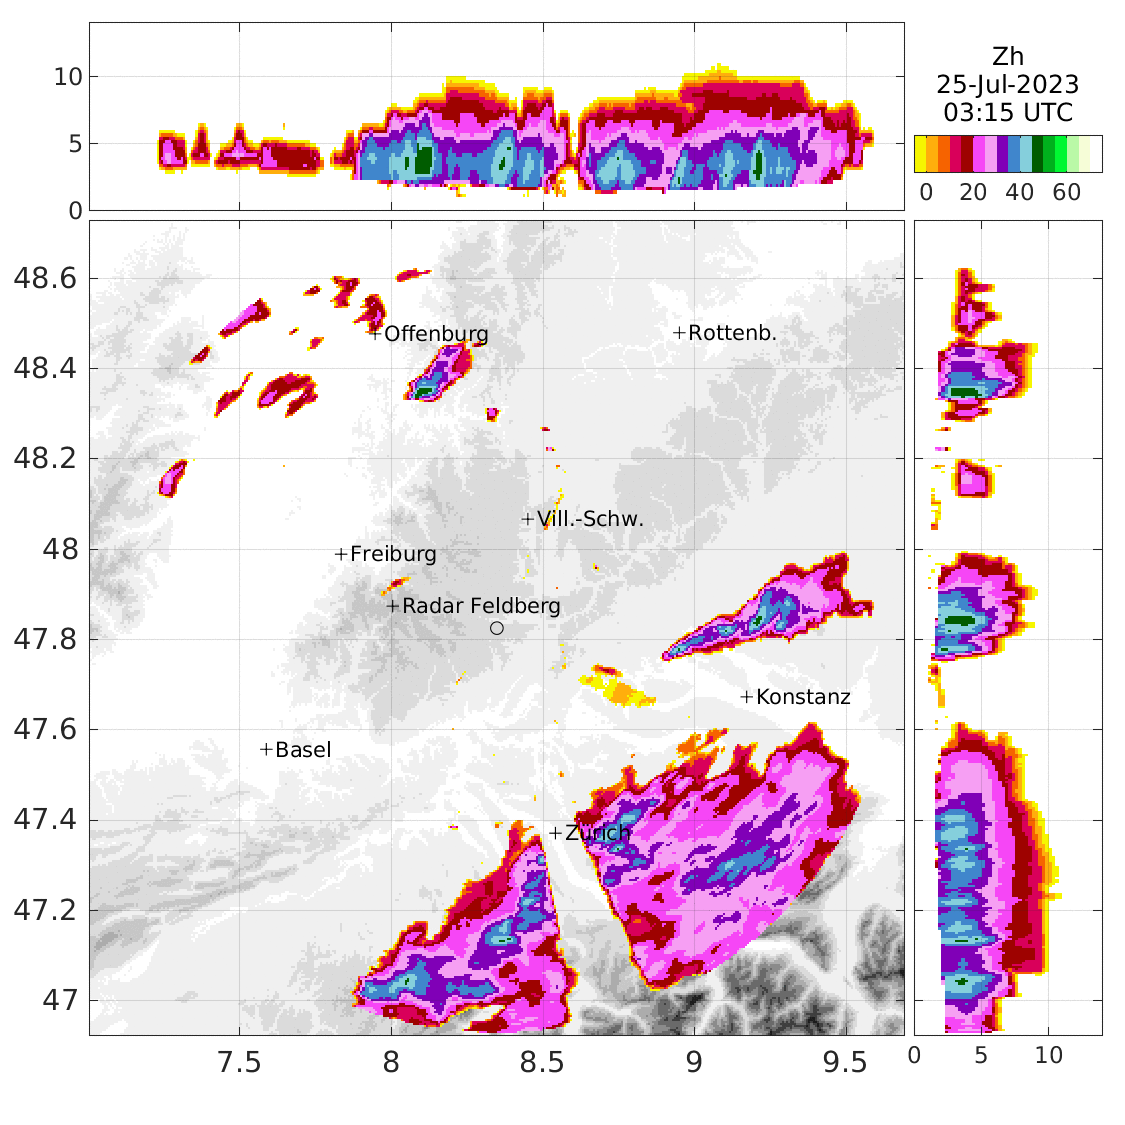 10
5
0
Zh
25-Jul-2023
03:15 UTC
0 20 40 60
48.6
48.4
48.2
48
47.8
47.6
47.4
47.2
47
+Offenburg
+Rottenb.
+Vill.-Schw.
+Freiburg
+Radar Feldberg
+Konstanz
+Basel
+Zürich
7.5 8 8.5 9 9.5
0 5 10